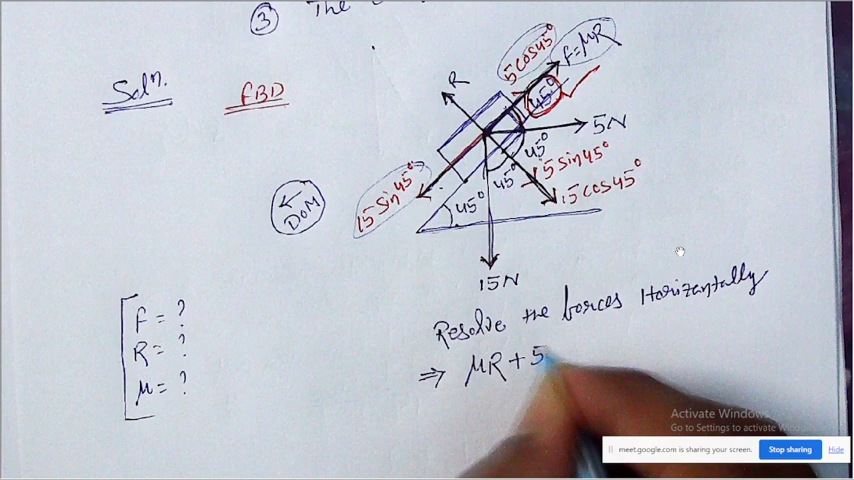 ③ The
Soln. FBD
R
5cos45°
f=μR
45°
5N
45°
45°
5sin45°
15cos45°
15sin45°
45°
← DOM
15N
f = ?
R = ?
μ = ?
Resolve the forces Horizontally
⇒ μR + 5
Activate Windows
Go to Settings to activate Windows.
meet.google.com is sharing your screen. Stop sharing Hide